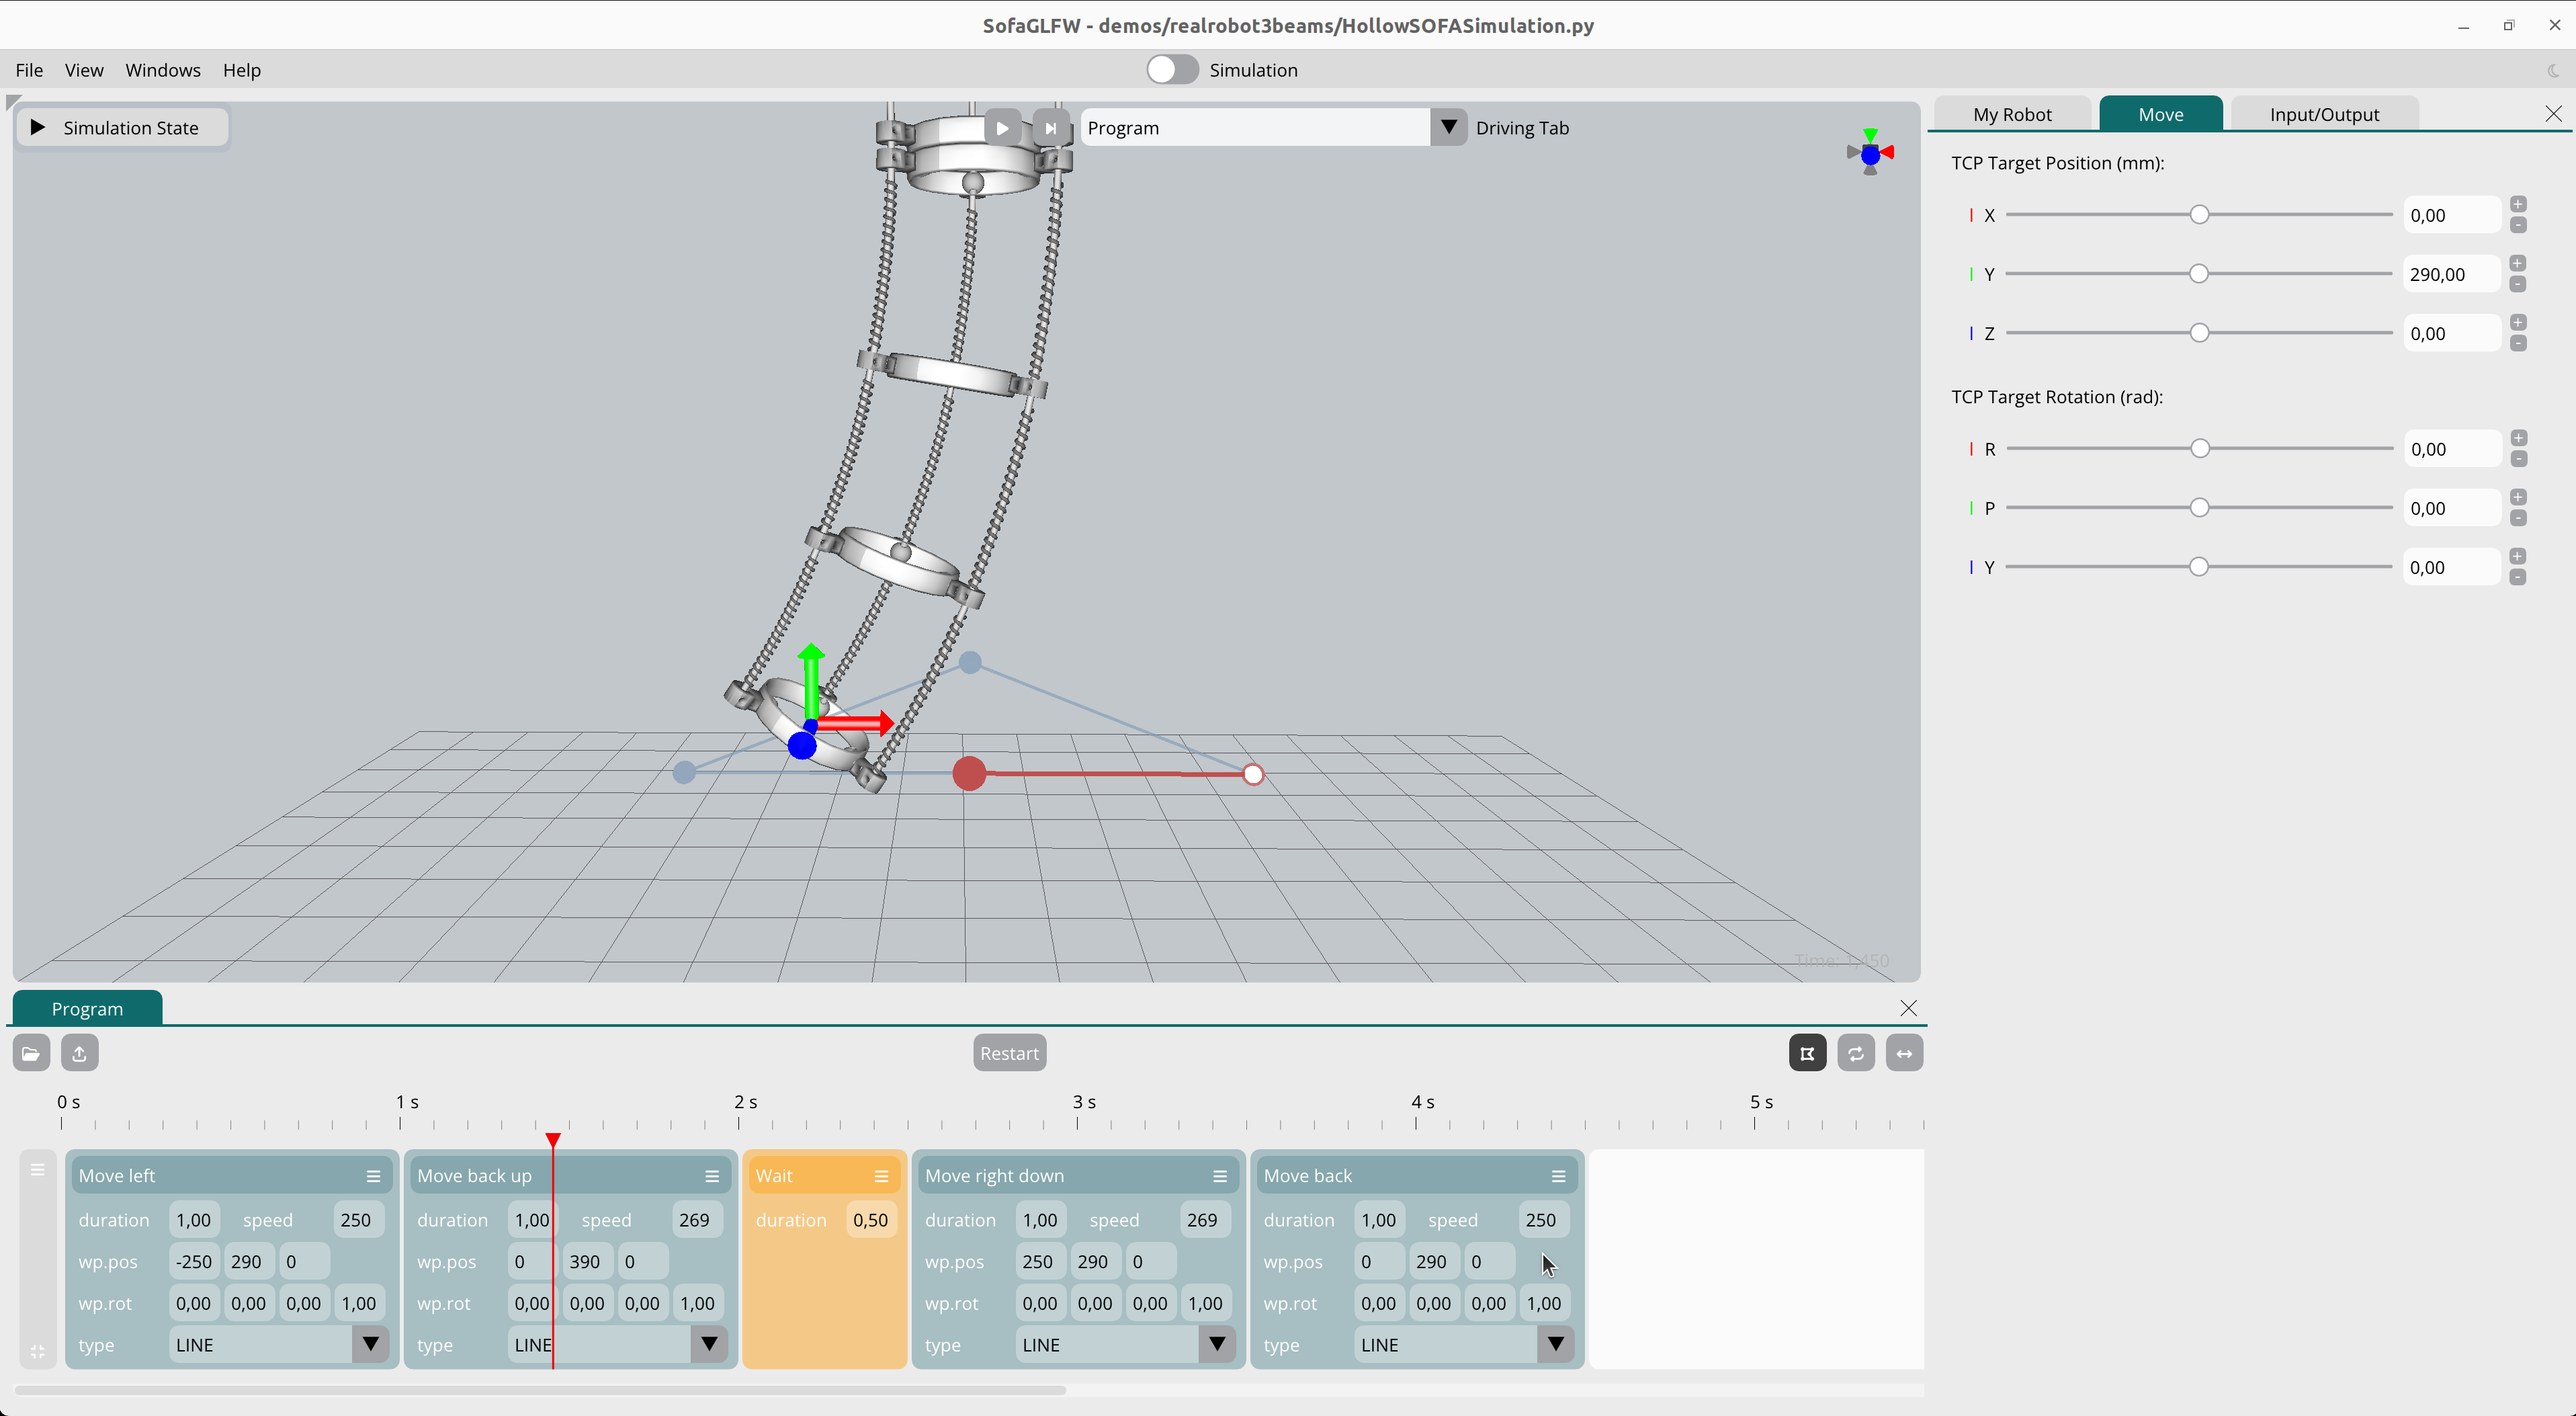 SofaGLFW - demos/realrobot3beams/HollowSOFASimulation.py
File View Windows Help Simulation
Simulation State Program Driving Tab
My Robot Move Input/Output
TCP Target Position (mm):
X 0,00 + -
Y 290,00 + -
Z 0,00 + -
TCP Target Rotation (rad):
R 0,00 + -
P 0,00 + -
Y 0,00 + -
Time: 1,450
Program
Restart
0 s 1 s 2 s 3 s 4 s 5 s
Move left
duration 1,00 speed 250
wp.pos -250 290 0
wp.rot 0,00 0,00 0,00 1,00
type LINE
Move back up
duration 1,00 speed 269
wp.pos 0 390 0
wp.rot 0,00 0,00 0,00 1,00
type LINE
Wait
duration 0,50
Move right down
duration 1,00 speed 269
wp.pos 250 290 0
wp.rot 0,00 0,00 0,00 1,00
type LINE
Move back
duration 1,00 speed 250
wp.pos 0 290 0
wp.rot 0,00 0,00 0,00 1,00
type LINE